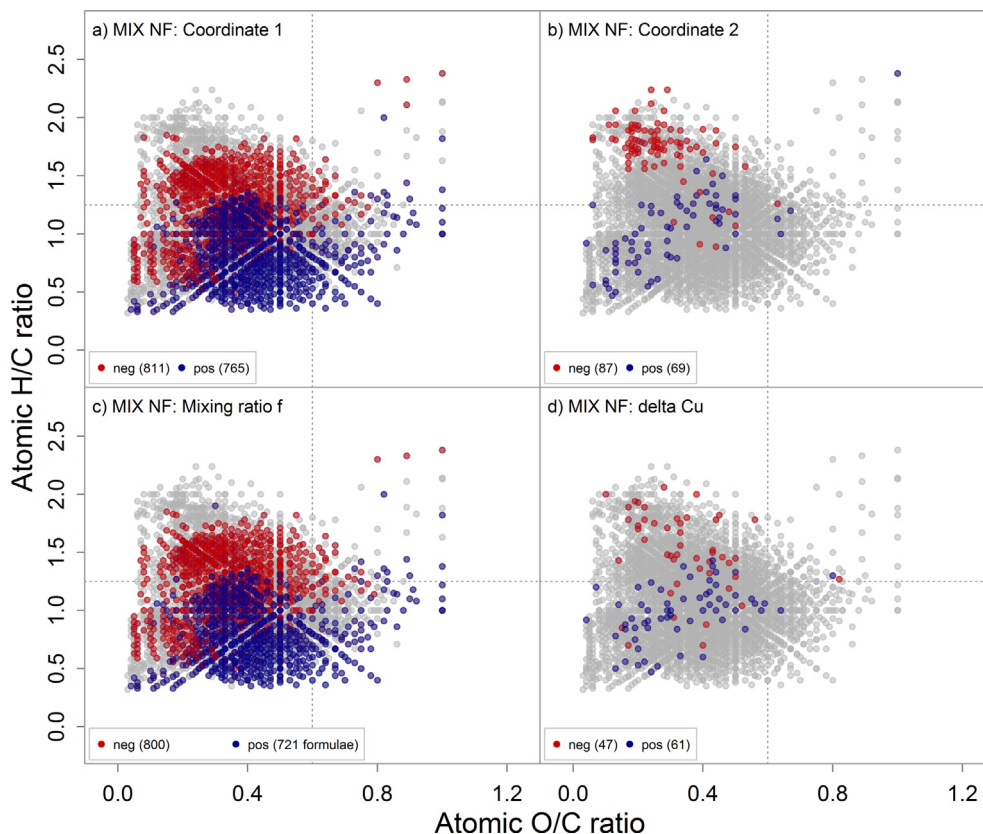 a) MIX NF: Coordinate 1
b) MIX NF: Coordinate 2
2.5
2.0
1.5
1.0
0.5
0.0
neg (811) pos (765)
neg (87) pos (69)
Atomic H/C ratio
c) MIX NF: Mixing ratio f
d) MIX NF: delta Cu
2.5
2.0
1.5
1.0
0.5
0.0
neg (800) pos (721 formulae)
neg (47) pos (61)
0.0 0.4 0.8 1.2 0.0 0.4 0.8 1.2
Atomic O/C ratio